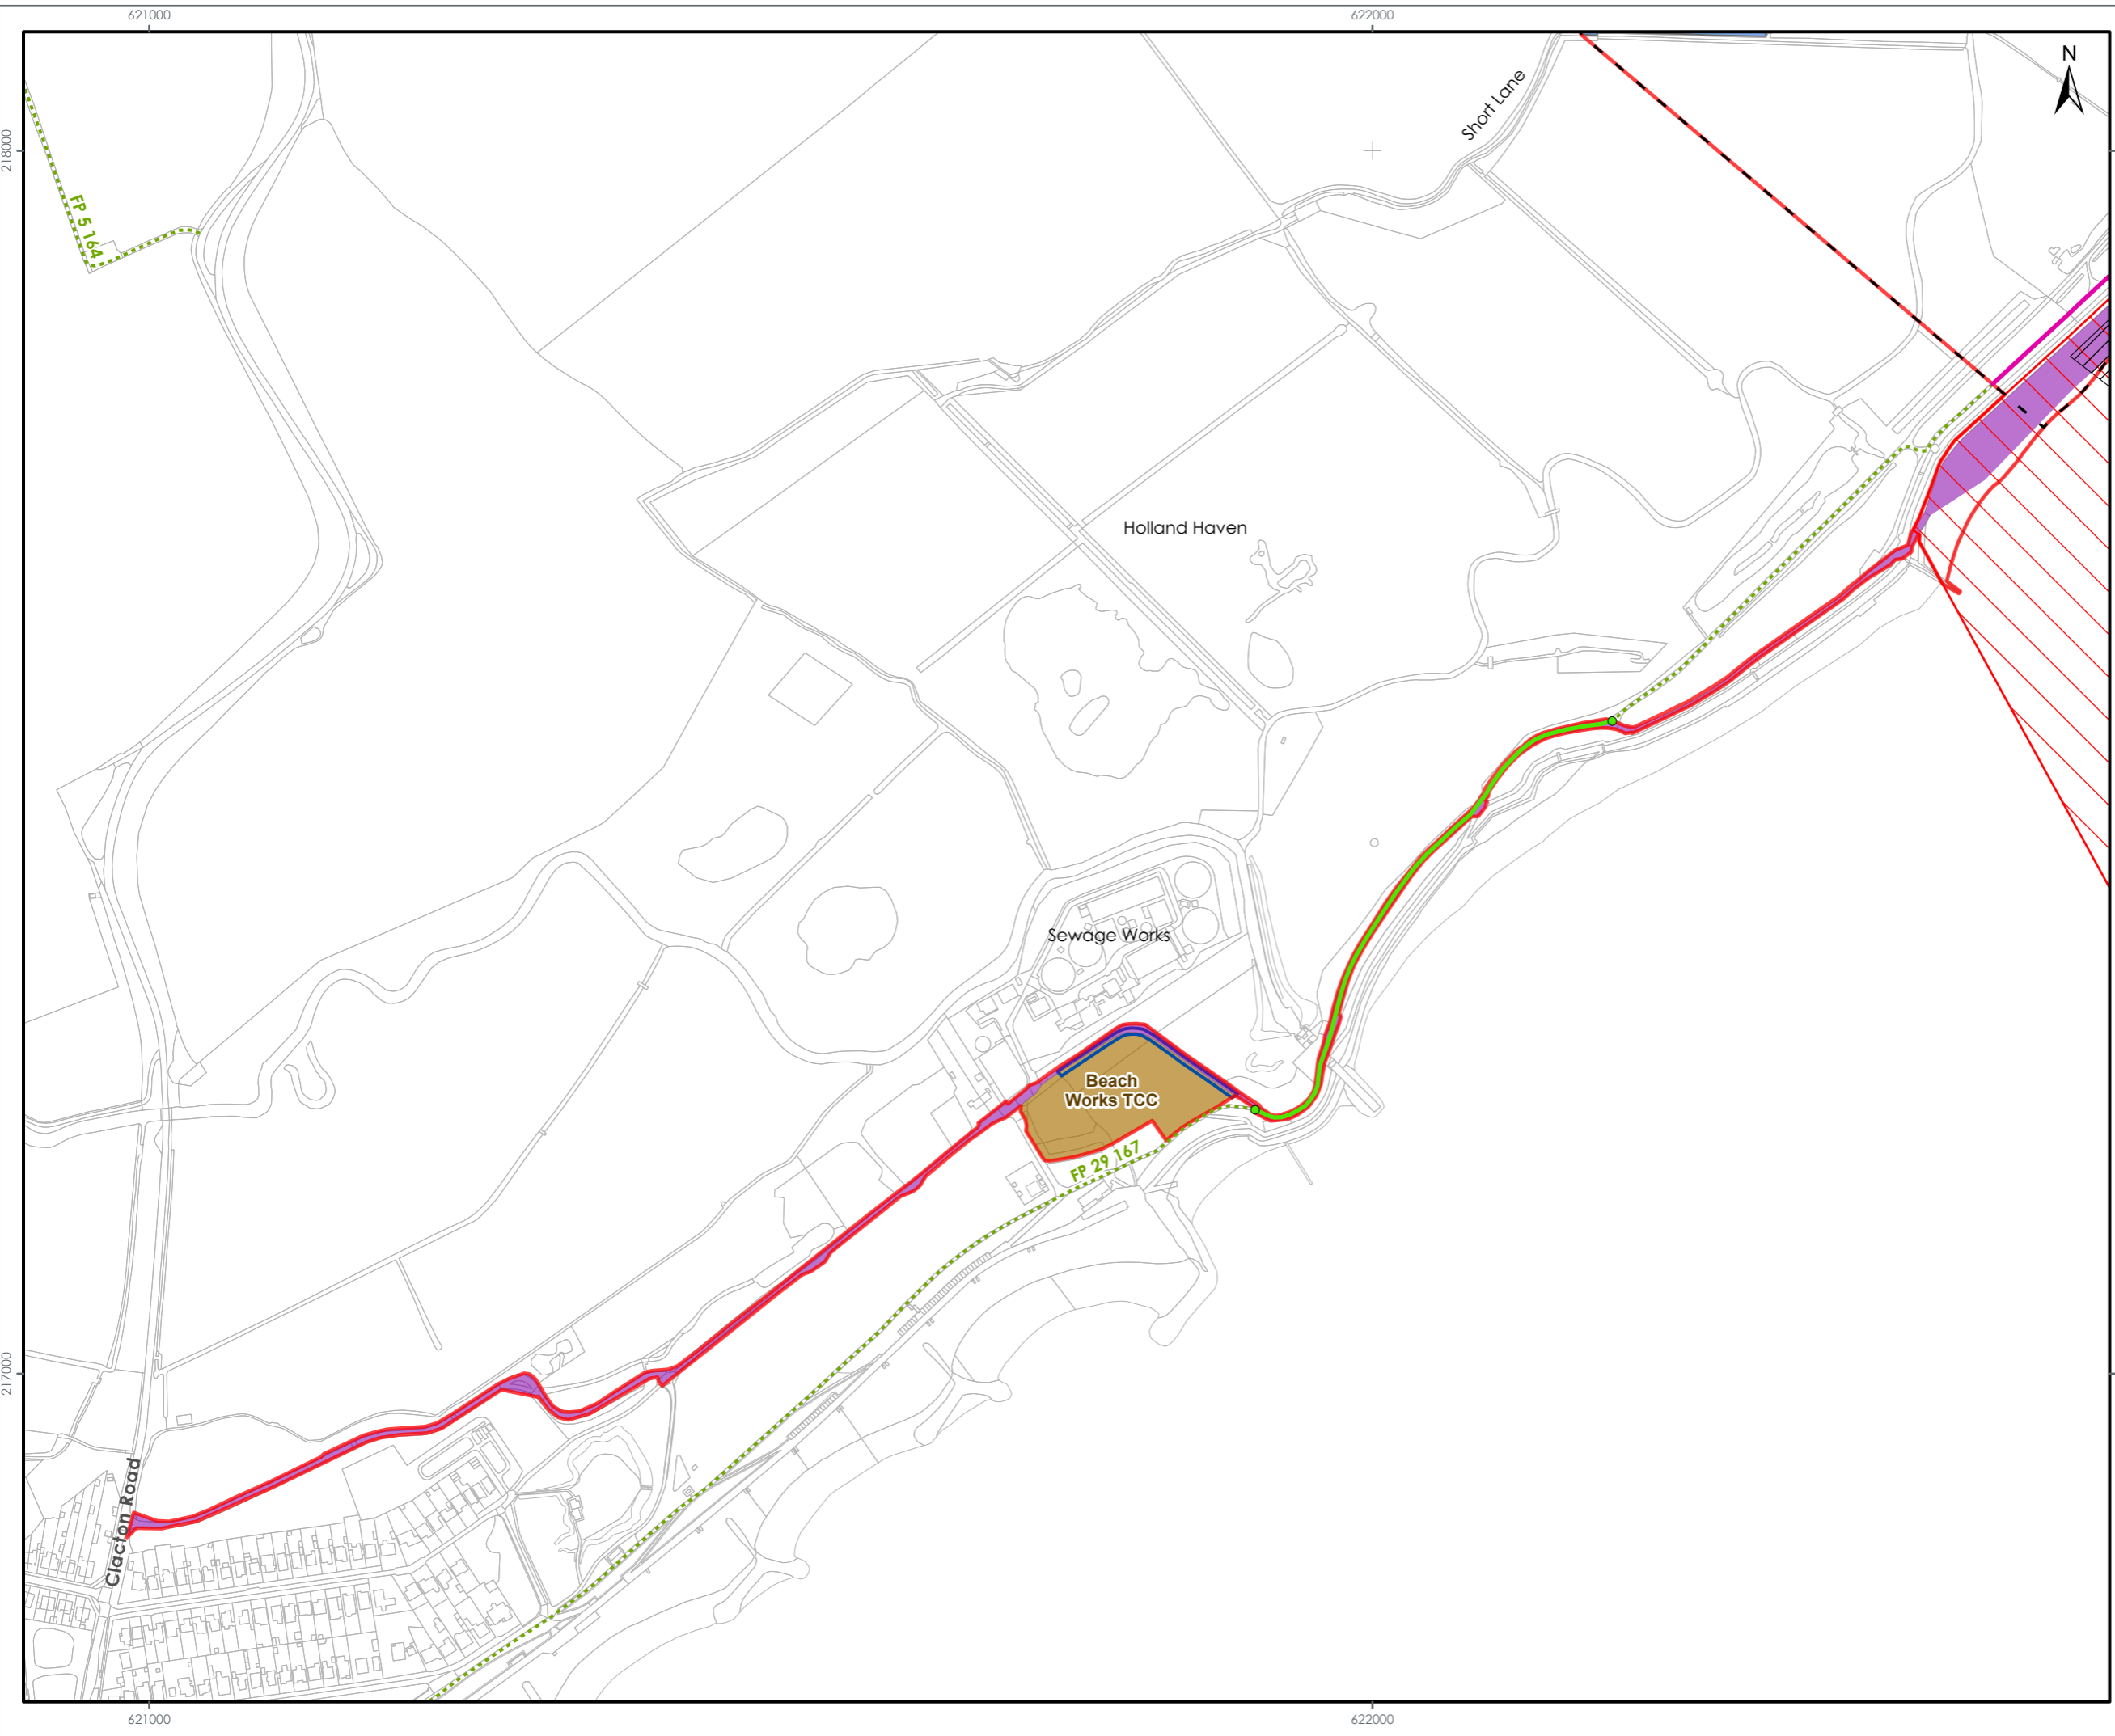 621000
622000
N
218000
Short Lane
FP 5 164
Holland Haven
Sewage Works
Beach
Works TCC
FP 29 167
217000
Clacton Road
621000
622000